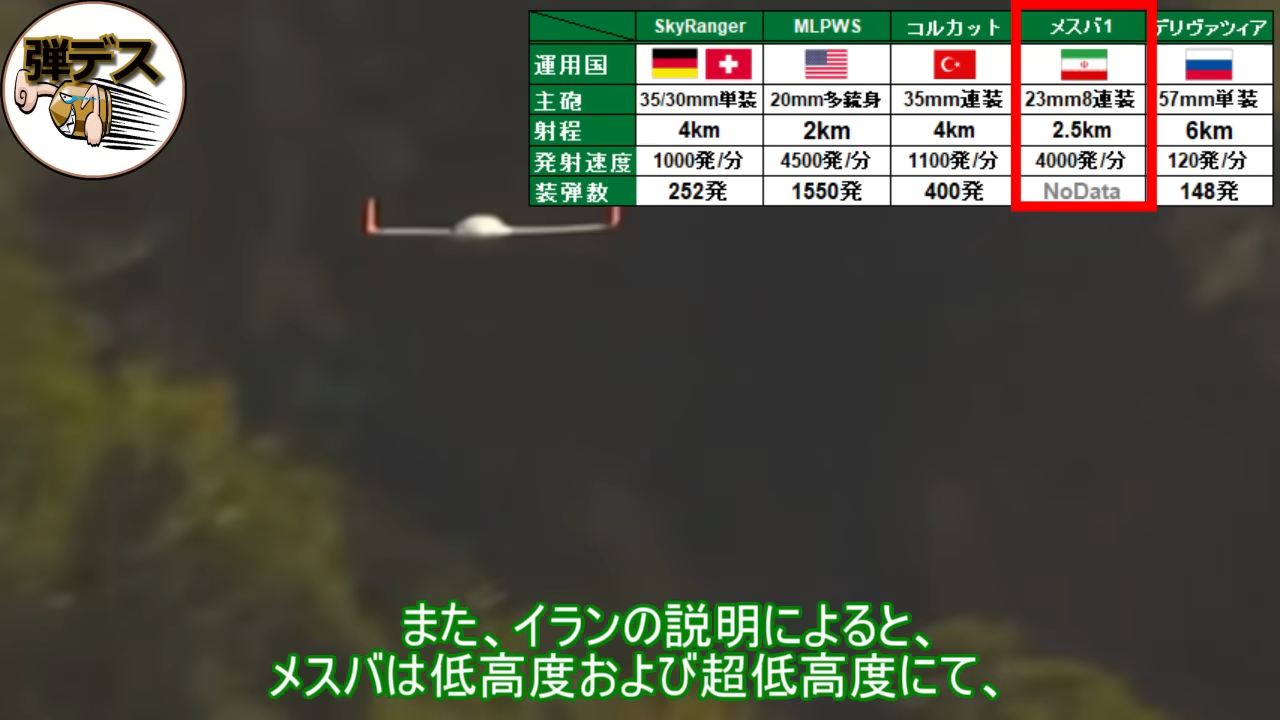 弾デス
SkyRanger MLPWS コルカット メスバ1 デリヴァツィア
運用国
主砲 35/30mm単装 20mm多銃身 35mm連装 23mm8連装 57mm単装
射程 4km 2km 4km 2.5km 6km
発射速度 1000発/分 4500発/分 1100発/分 4000発/分 120発/分
装弾数 252発 1550発 400発 NoData 148発
また、イランの説明によると、
メスバは低高度および超低高度にて、